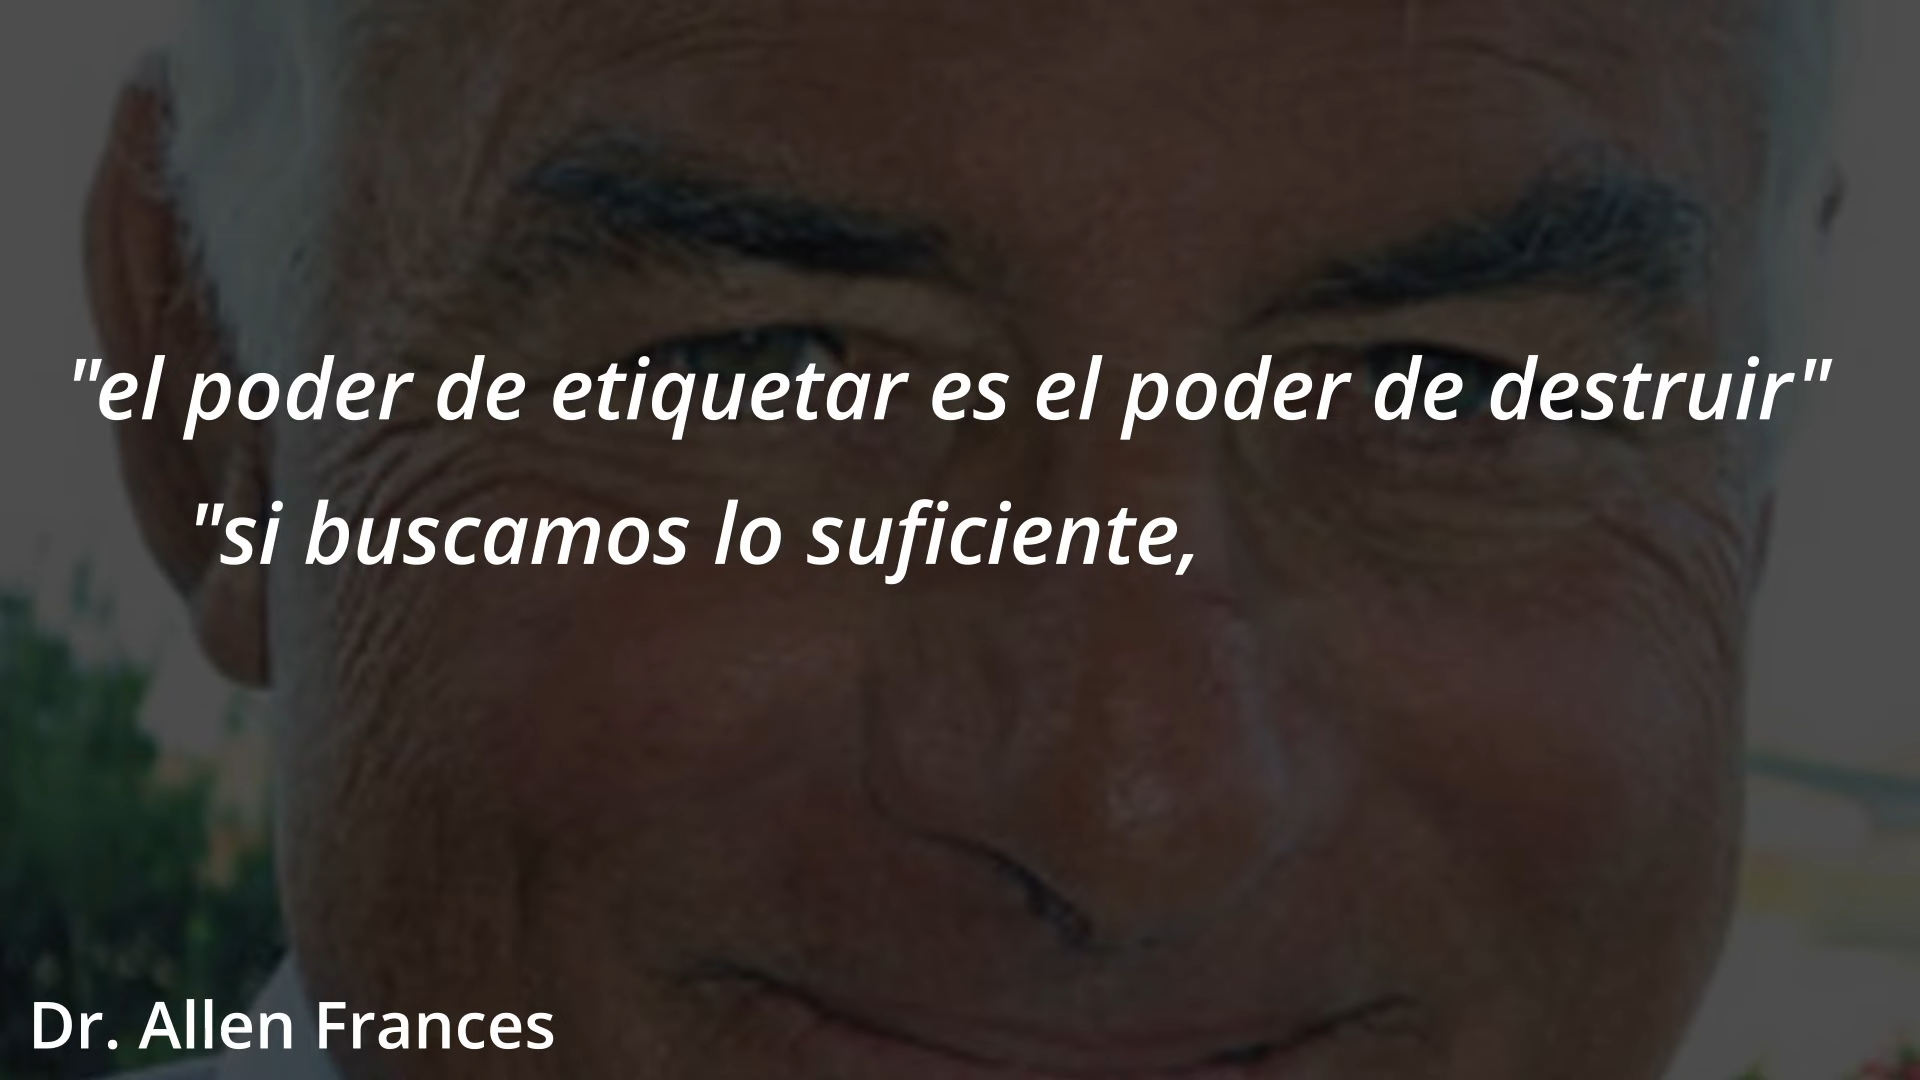 "el poder de etiquetar es el poder de destruir"
"si buscamos lo suficiente,
Dr. Allen Frances